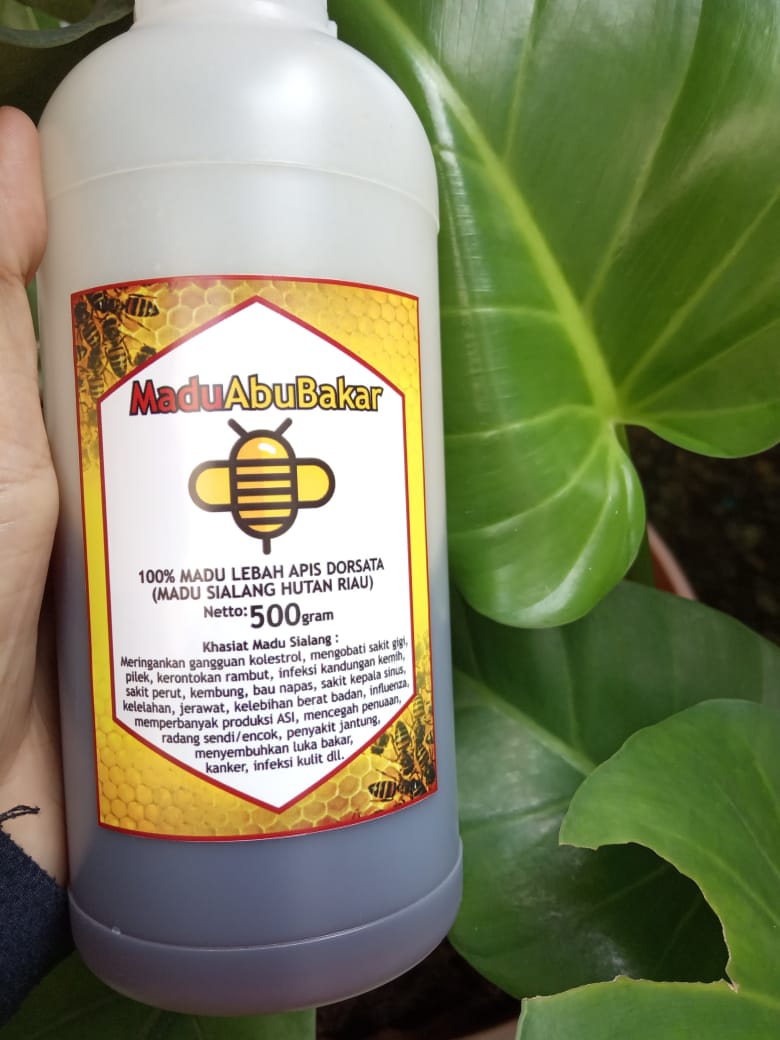 MaduAbuBakar
100% MADU LEBAH APIS DORSATA
(MADU SIALANG HUTAN RIAU)
Netto: 500 gram
Khasiat Madu Sialang :
Meringankan gangguan kolestrol, mengobati sakit gigi,
pilek, kerontokan rambut, infeksi kandungan kemih,
sakit perut, kembung, bau napas, sakit kepala sinus,
kelelahan, jerawat, kelebihan berat badan, influenza,
memperbanyak produksi ASI, mencegah penuaan,
radang sendi/encok, penyakit jantung,
menyembuhkan luka bakar,
kanker, infeksi kulit dll.